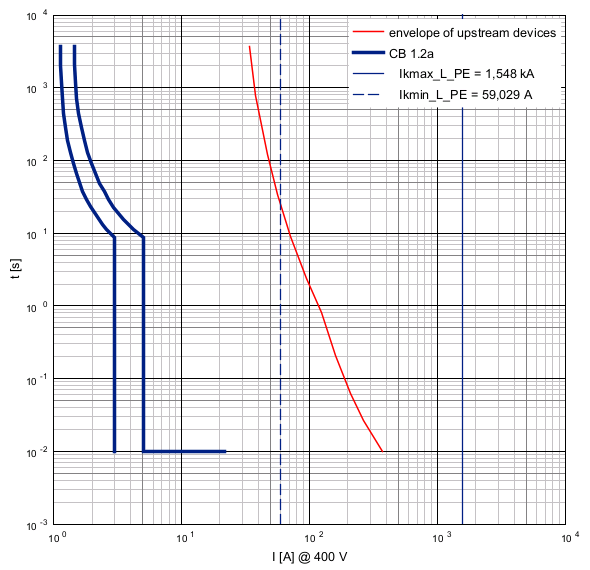 10 4
envelope of upstream devices
CB 1.2a
10 3
Ikmax_L_PE = 1,548 kA
Ikmin_L_PE = 59,029 A
10 2
10 1
t [s]
10 0
10 -1
10 -2
10 -3
10 0 10 1 10 2 10 3 10 4
I [A] @ 400 V